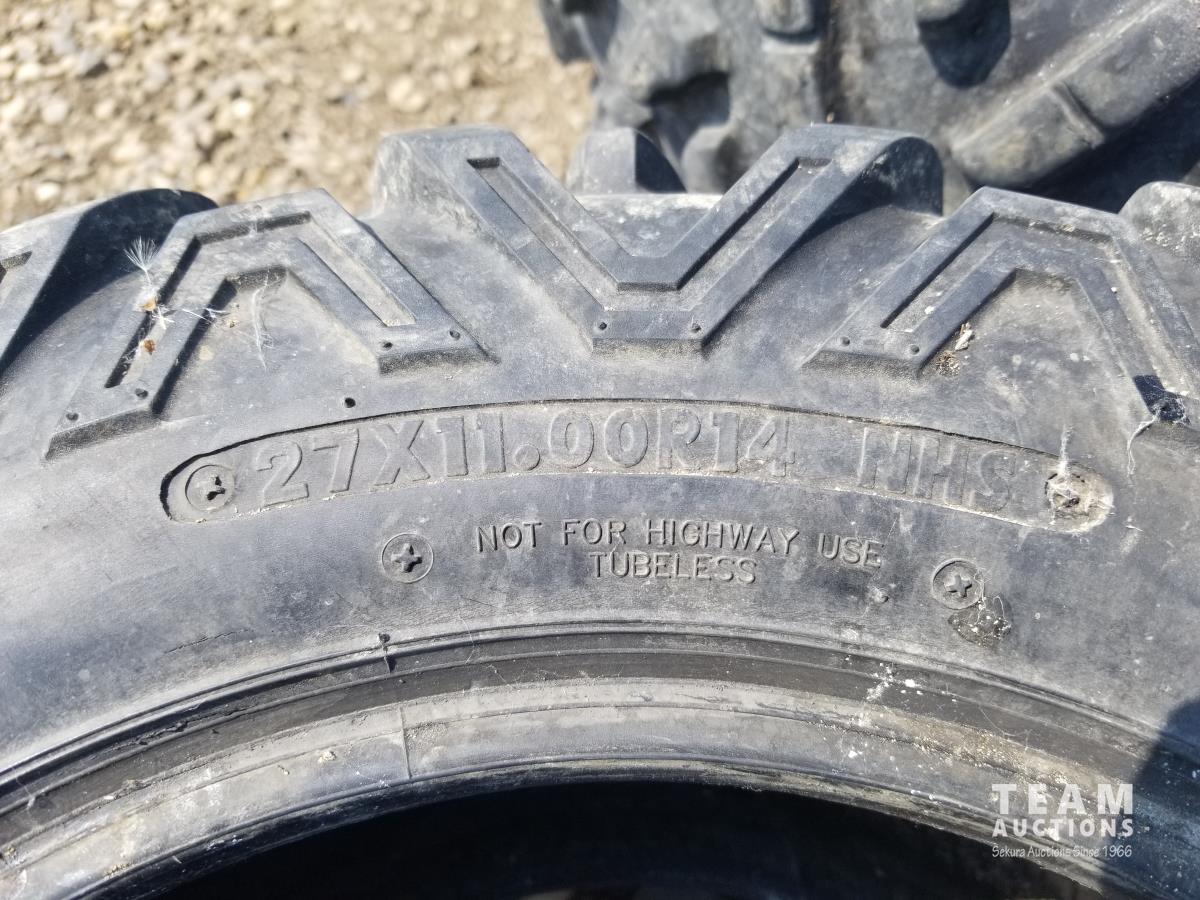 27X11.00R14 NHS
NOT FOR HIGHWAY USE
TUBELESS
TEAM
AUCTIONS
Sekura Auctions Since 1966